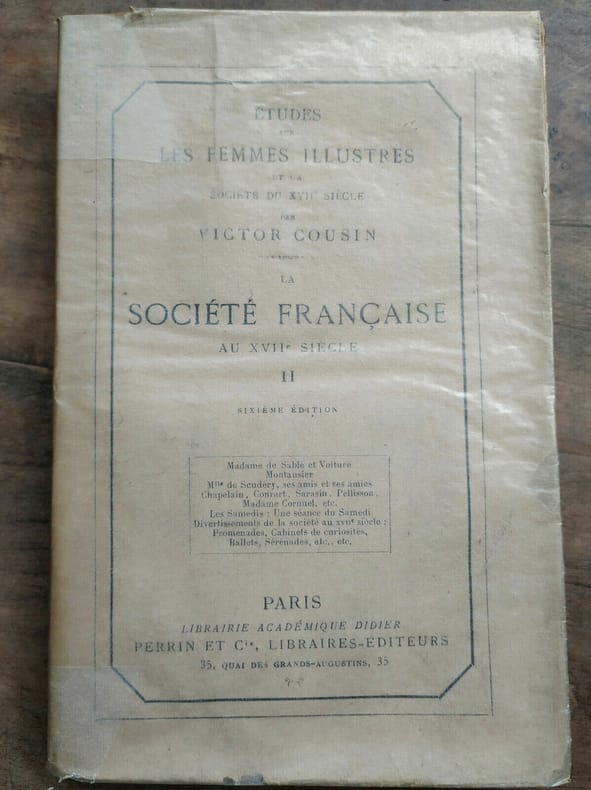 ÉTUDES
SUR
LES FEMMES ILLUSTRES
ET LA
SOCIÉTÉ DU XVIIe SIÈCLE
PAR
VICTOR COUSIN
LA
SOCIÉTÉ FRANÇAISE
AU XVIIe SIÈCLE
II
SIXIÈME ÉDITION
Madame de Sablé et Voiture
Montausier
Mlle de Scudéry, ses amis et ses amies
Chapelain, Conrart, Sarasin, Pellisson,
Madame Cornuel, etc.
Les Samedis : Une séance du Samedi
Divertissements de la société au XVIIe siècle :
Promenades, Cabinets de curiosités,
Ballets, Sérénades, etc., etc.
PARIS
LIBRAIRIE ACADÉMIQUE DIDIER
PERRIN ET Cie, LIBRAIRES-ÉDITEURS
35, QUAI DES GRANDS-AUGUSTINS, 35